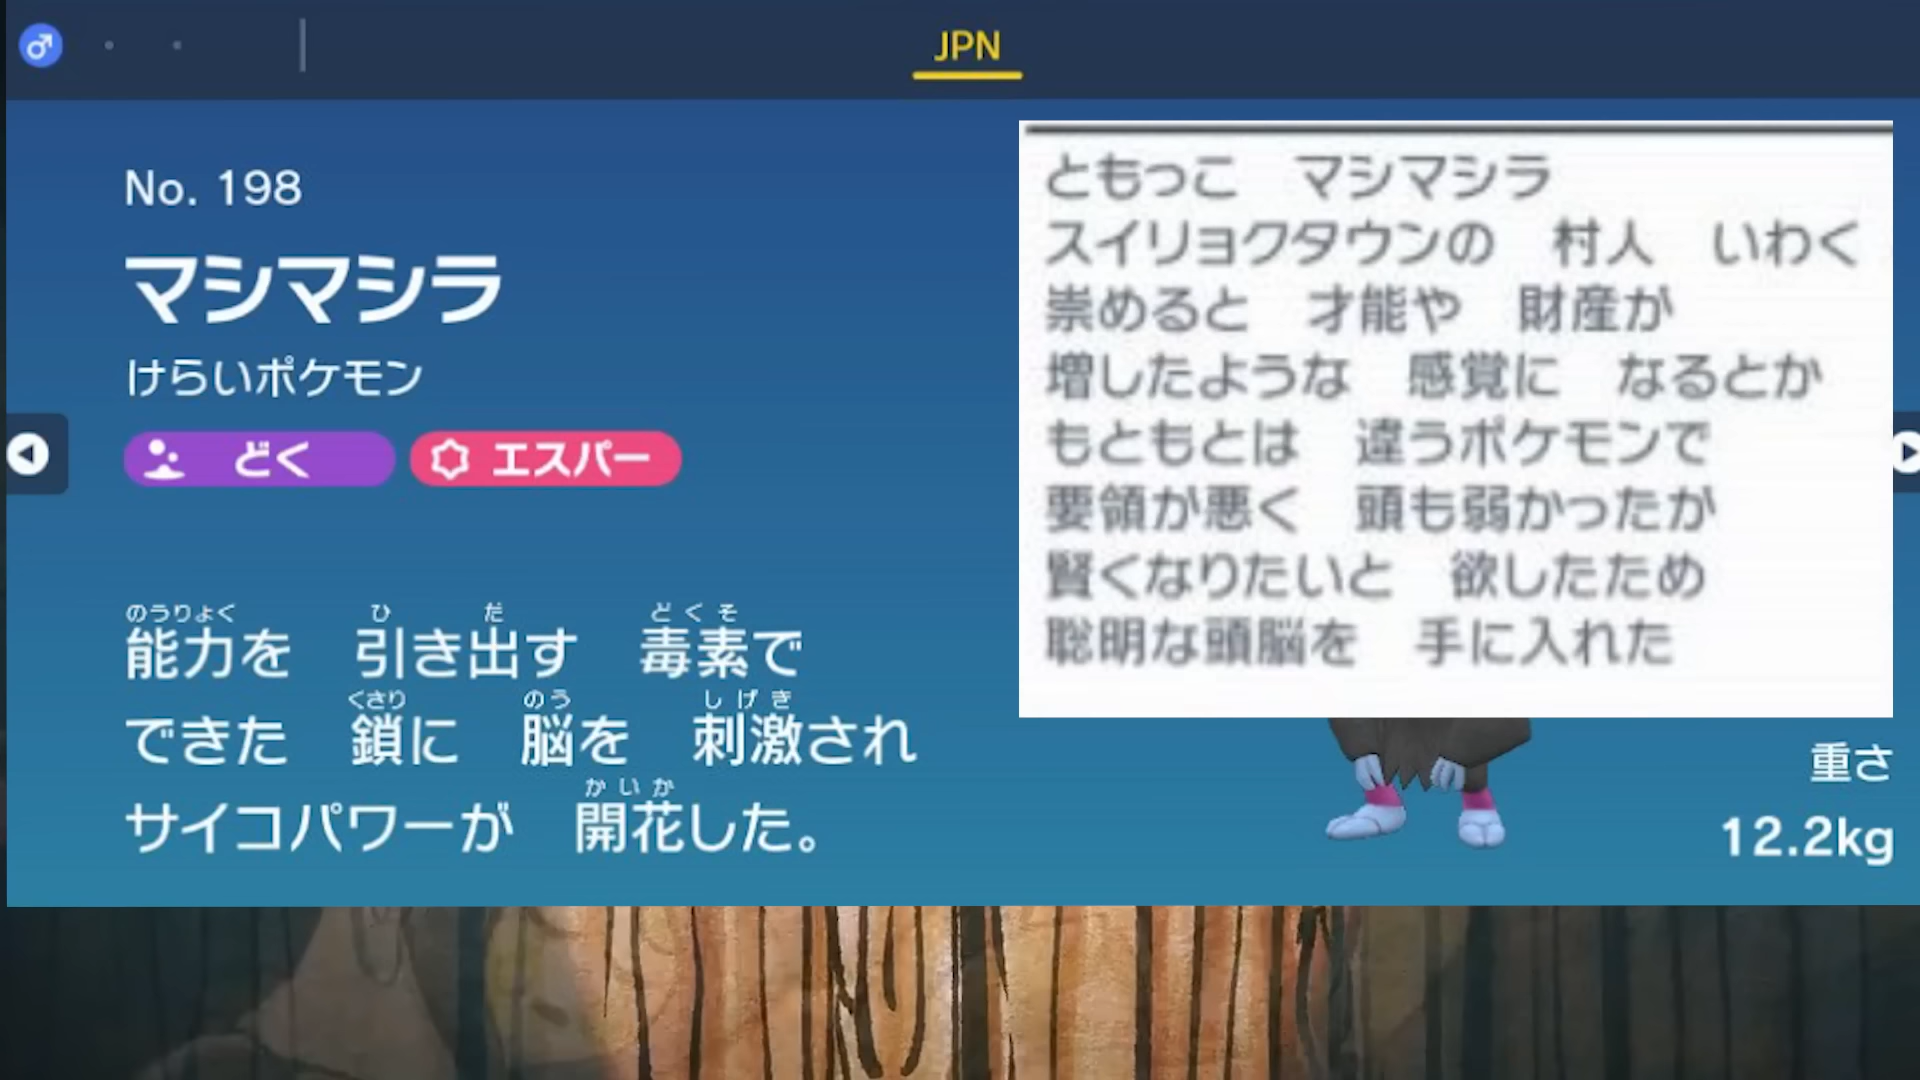 JPN
No. 198
マシマシラ
けらいポケモン
どく
エスパー
のうりょく ひ だ どくそ
能力を 引き出す 毒素で
くさり のう しげき
できた 鎖に 脳を 刺激され
かいか
サイコパワーが 開花した。
ともっこ マシマシラ
スイリョクタウンの 村人 いわく
崇めると 才能や 財産が
増したような 感覚に なるとか
もともとは 違うポケモンで
要領が悪く 頭も弱かったが
賢くなりたいと 欲したため
聡明な頭脳を 手に入れた
重さ
12.2kg